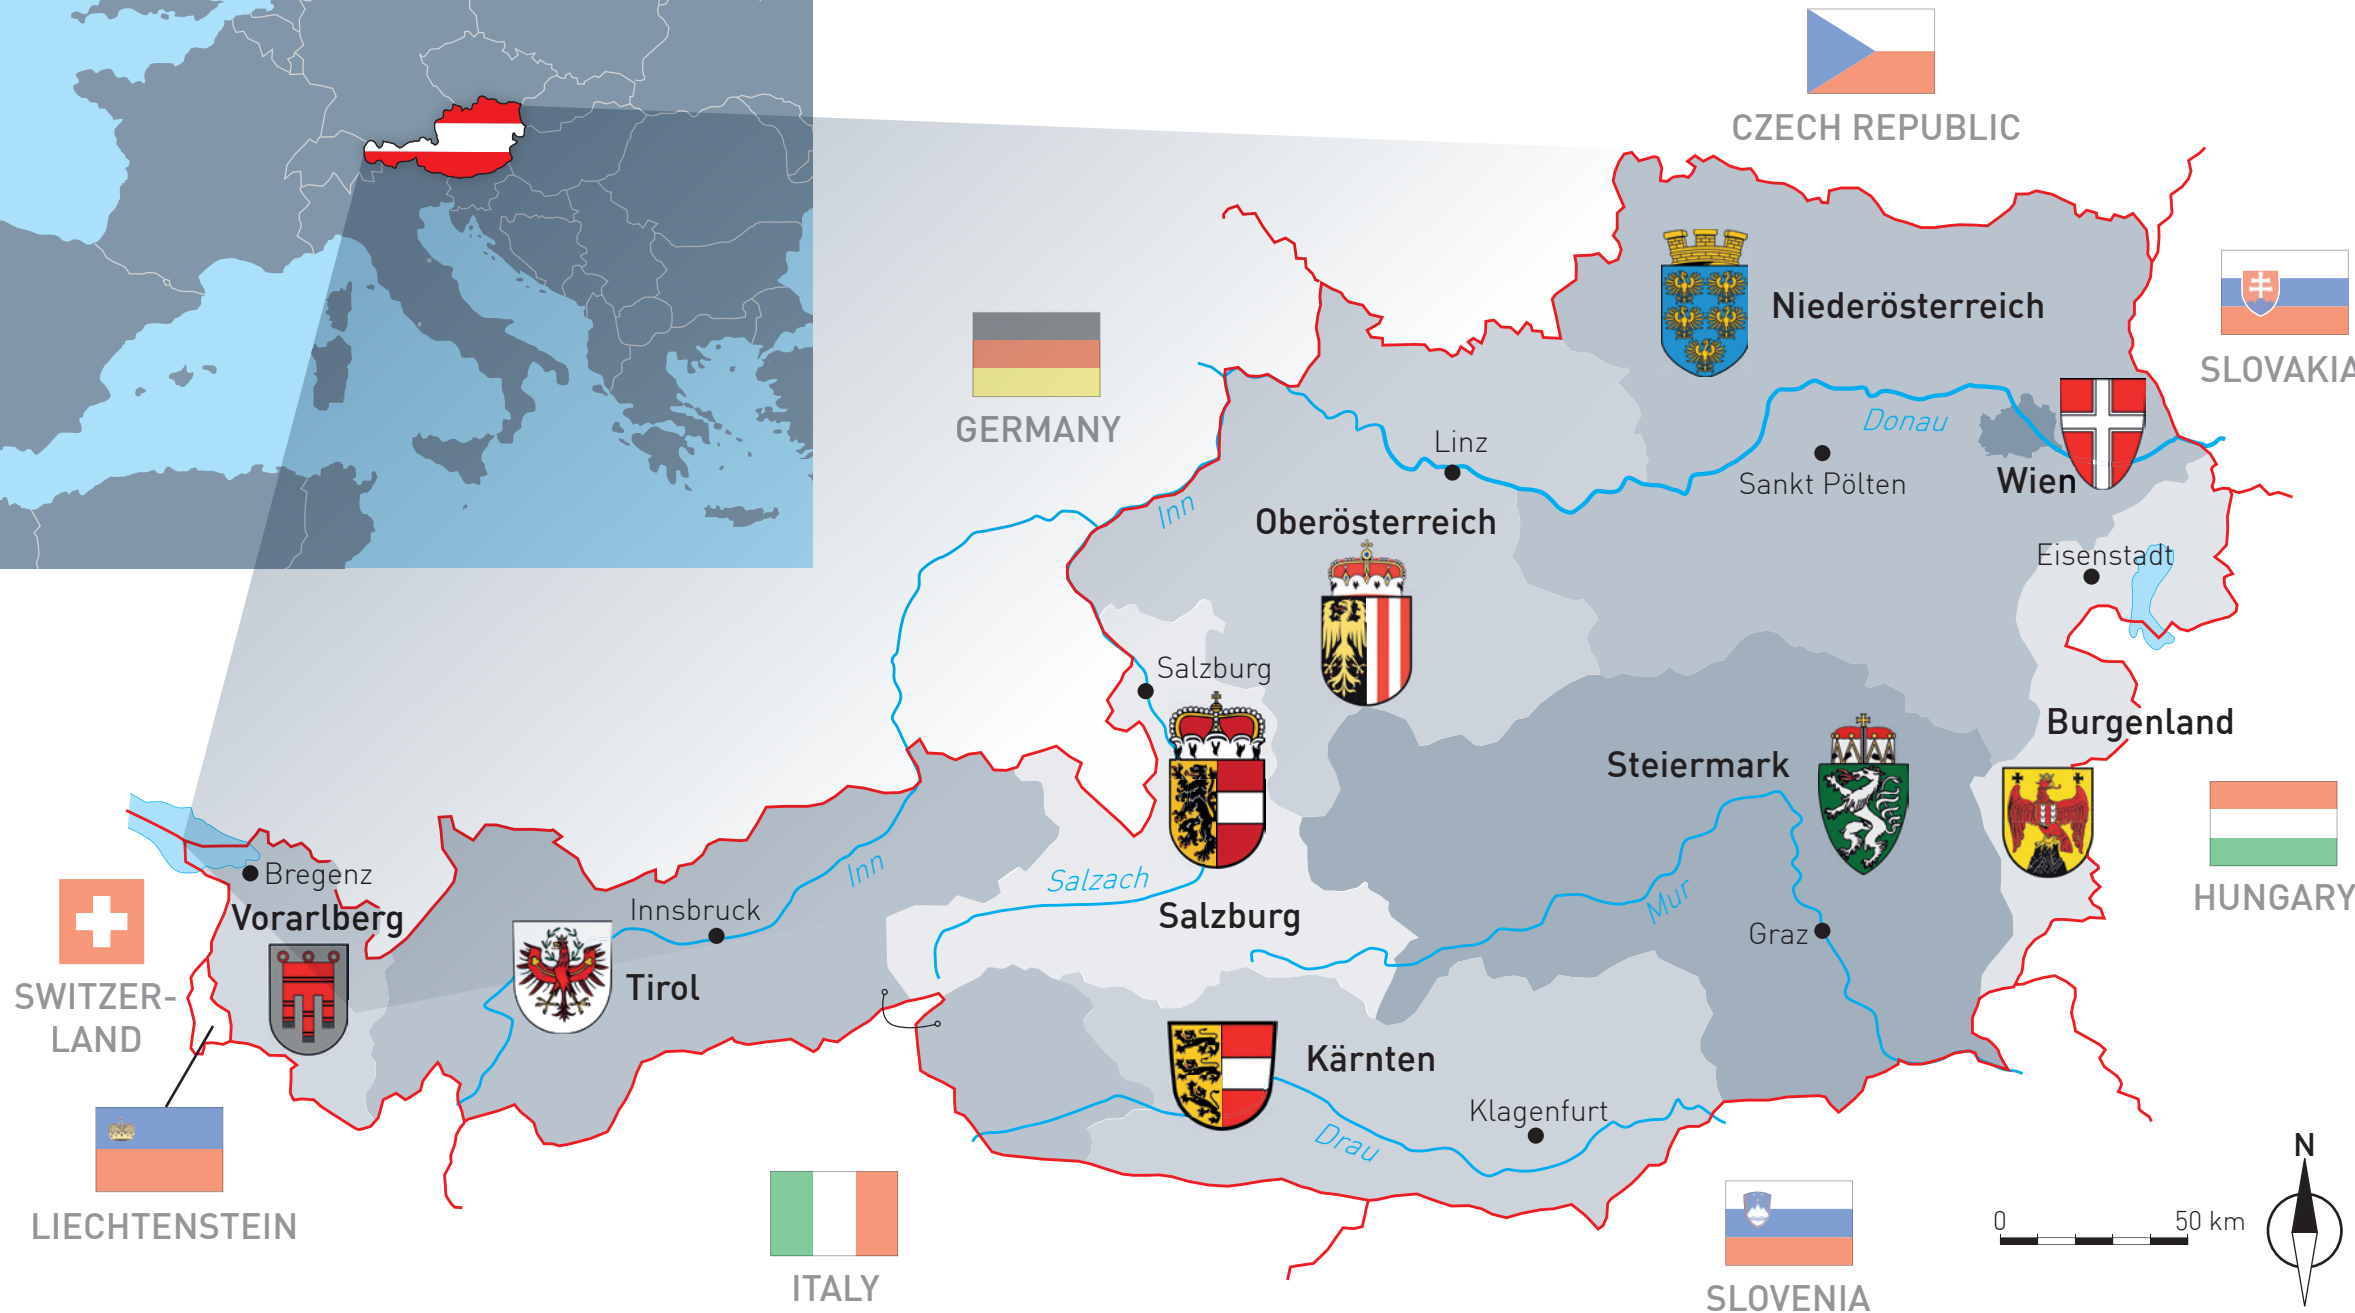 CZECH REPUBLIC
SLOVAKIA
Niederösterreich
GERMANY
Donau
Linz
Sankt Pölten
Wien
Inn
Oberösterreich
Eisenstadt
Salzburg
Burgenland
Steiermark
Bregenz
Inn
Salzach
Mur
HUNGARY
Vorarlberg
Innsbruck
Salzburg
Graz
SWITZER-
LAND
Tirol
Kärnten
Klagenfurt
Drau
N
LIECHTENSTEIN
0
50 km
ITALY
SLOVENIA